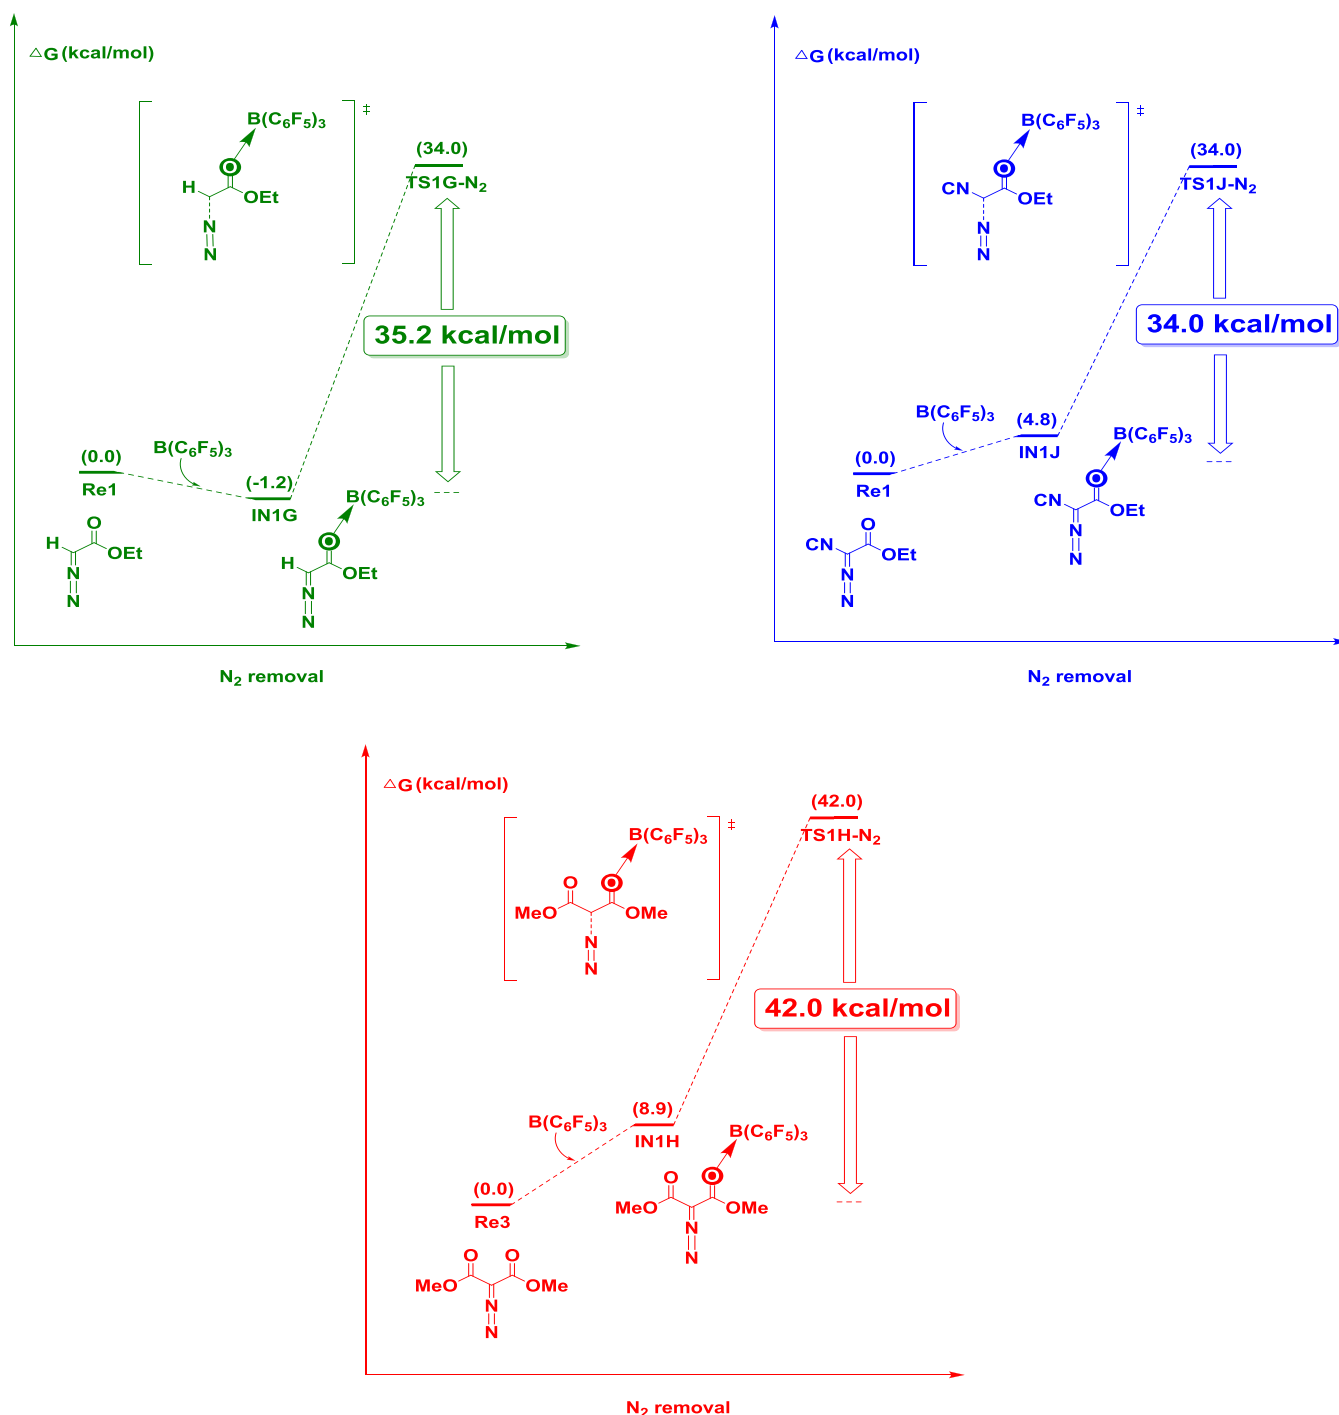 △G (kcal/mol)
B(C₆F₅)₃
‡
H
OEt
N
N
(34.0)
TS1G-N₂
35.2 kcal/mol
(0.0)
Re1
B(C₆F₅)₃
(-1.2)
IN1G
B(C₆F₅)₃
O
H
OEt
N
N
H
OEt
N
N
N₂ removal
△G (kcal/mol)
B(C₆F₅)₃
‡
CN
OEt
N
N
(34.0)
TS1J-N₂
34.0 kcal/mol
B(C₆F₅)₃
(4.8)
IN1J
(0.0)
Re1
B(C₆F₅)₃
CN
OEt
N
N
O
CN
OEt
N
N
N₂ removal
△G (kcal/mol)
B(C₆F₅)₃
‡
O
MeO
OMe
N
N
(42.0)
TS1H-N₂
42.0 kcal/mol
B(C₆F₅)₃
(8.9)
IN1H
(0.0)
Re3
B(C₆F₅)₃
O
MeO
OMe
N
N
O
O
MeO
OMe
N
N
N₂ removal